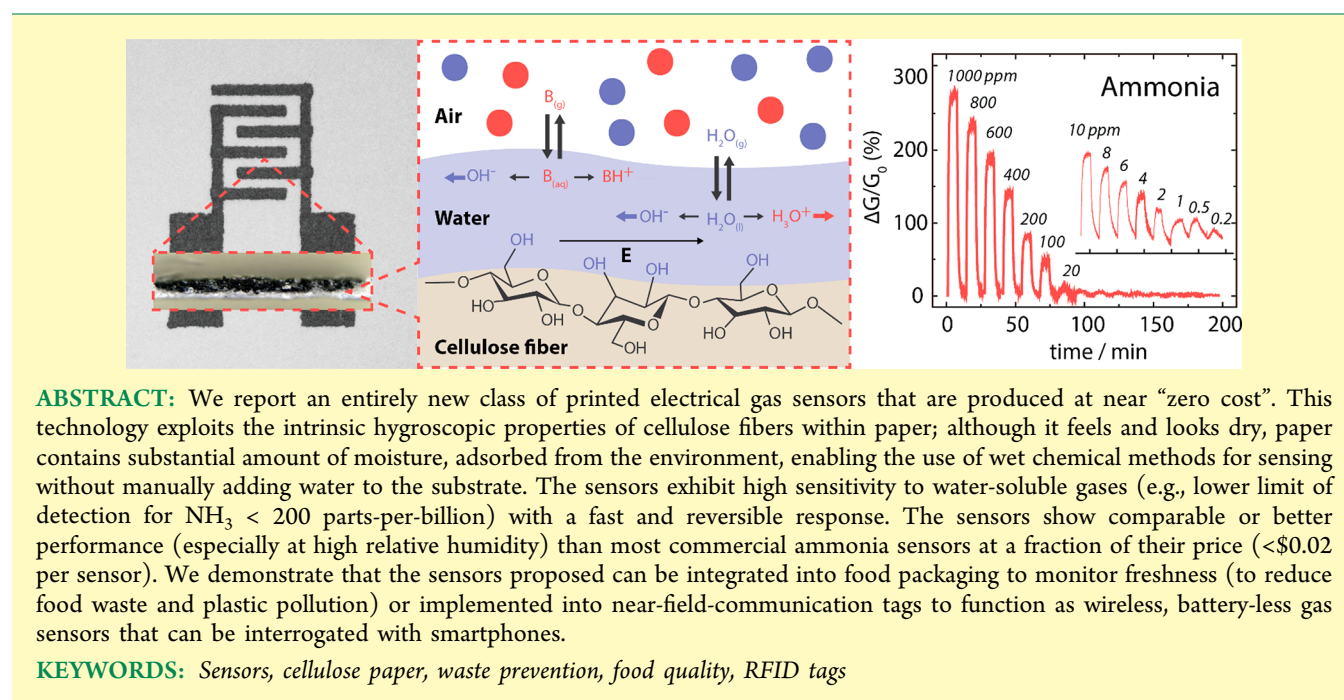 Air
B(g)
H2O(g)
OH⁻ B(aq) BH⁺
Water
OH⁻ H2O(l) H3O⁺
E
OH
OH
OH
OH
O
O
O
O
O
O
HO
OH
HO
OH
OH
Cellulose fiber
Ammonia
1000 ppm
800
600
400
200
100
20
10 ppm
8
6
4
2
1
0.5
0.2
300
200
100
0
ΔG/G0 (%)
0 50 100 150 200
time / min
ABSTRACT: We report an entirely new class of printed electrical gas sensors that are produced at near “zero cost”. This
technology exploits the intrinsic hygroscopic properties of cellulose fibers within paper; although it feels and looks dry, paper
contains substantial amount of moisture, adsorbed from the environment, enabling the use of wet chemical methods for sensing
without manually adding water to the substrate. The sensors exhibit high sensitivity to water-soluble gases (e.g., lower limit of
detection for NH3 < 200 parts-per-billion) with a fast and reversible response. The sensors show comparable or better
performance (especially at high relative humidity) than most commercial ammonia sensors at a fraction of their price (<$0.02
per sensor). We demonstrate that the sensors proposed can be integrated into food packaging to monitor freshness (to reduce
food waste and plastic pollution) or implemented into near-field-communication tags to function as wireless, battery-less gas
sensors that can be interrogated with smartphones.
KEYWORDS: Sensors, cellulose paper, waste prevention, food quality, RFID tags